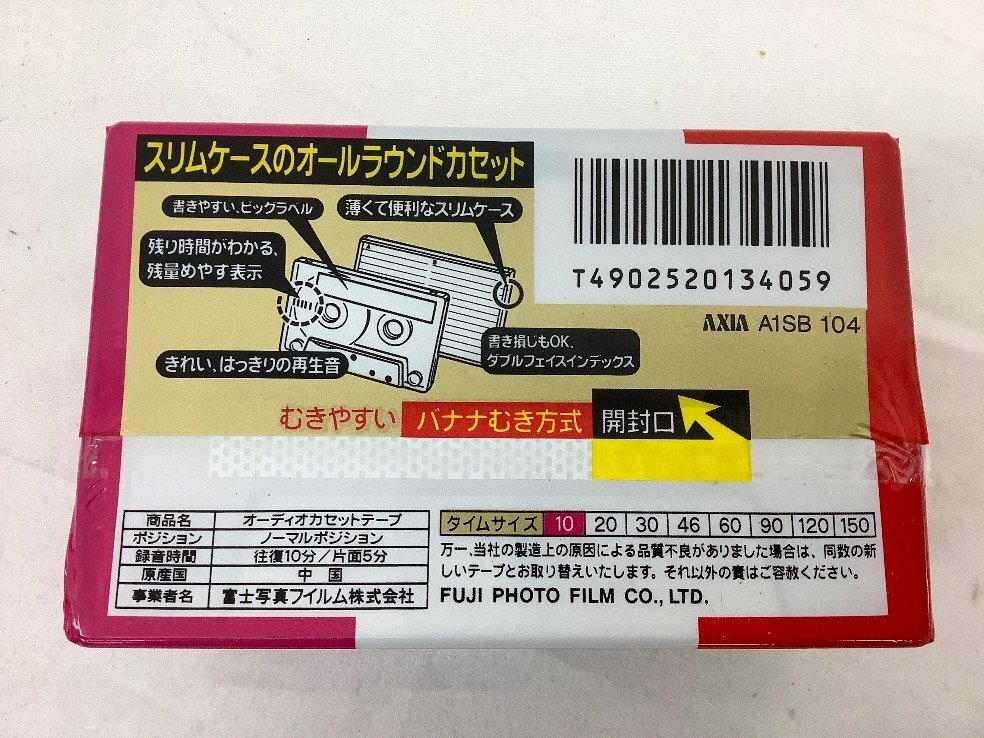 スリムケースのオールラウンドカセット
書きやすい、ビックラベル
薄くて便利なスリムケース
残り時間がわかる、
残量めやす表示
きれい、はっきりの再生音
書き損じもOK、
ダブルフェイスインデックス
T4902520134059
AXIA A1SB 104
むきやすい バナナむき方式 開封口
商品名 オーディオカセットテープ
ポジション ノーマルポジション
録音時間 往復10分／片面5分
原産国 中国
事業者名 富士写真フイルム株式会社
タイムサイズ 10 20 30 46 60 90 120 150
万一、当社の製造上の原因による品質不良がありました場合は、同数の新
しいテープとお取り替えいたします。それ以外の責はご容赦ください。
FUJI PHOTO FILM CO., LTD.